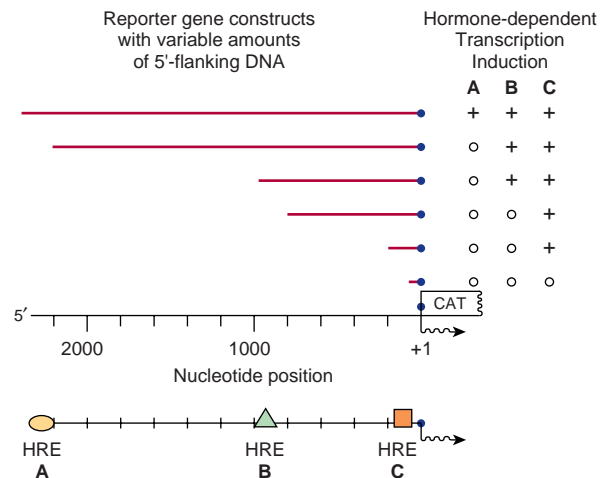 Reporter gene constructs
with variable amounts
of 5'-flanking DNA
Hormone-dependent
Transcription
Induction
A B C
+ + +
o + +
o + +
o o +
o o +
o o o
CAT
5′
2000 1000 +1
Nucleotide position
HRE HRE HRE
A B C